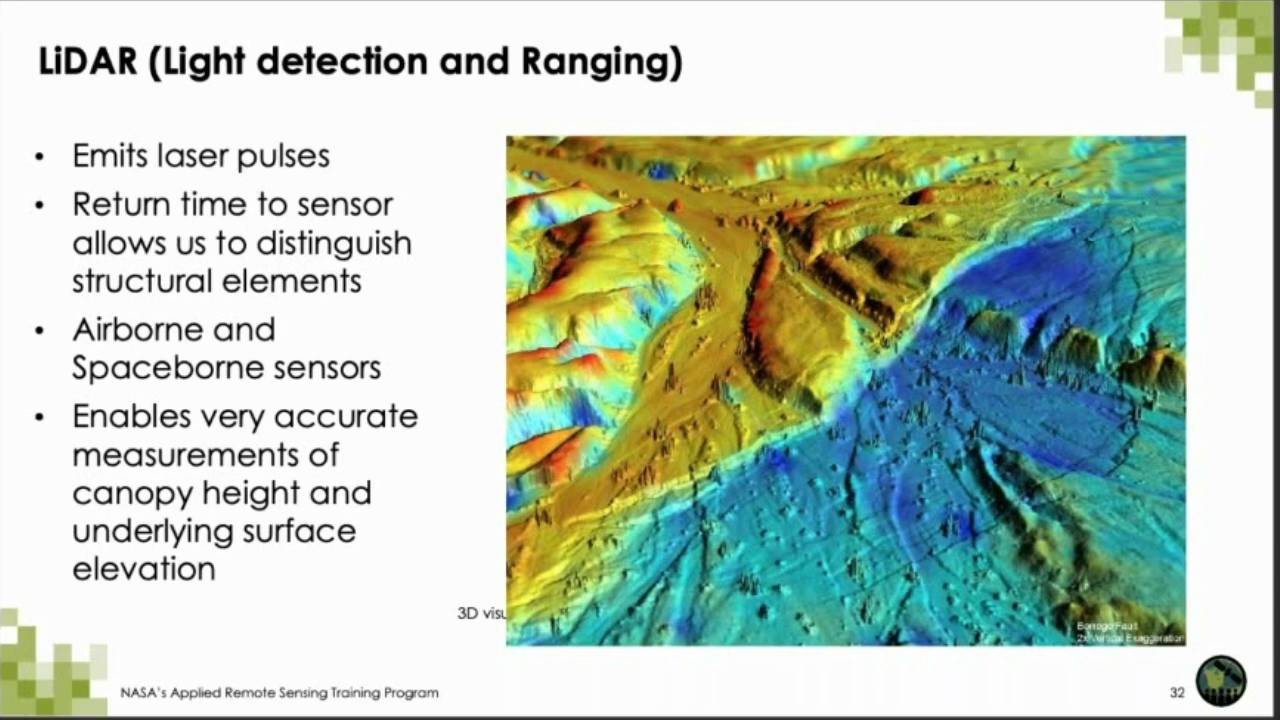 LiDAR (Light detection and Ranging)
• Emits laser pulses
• Return time to sensor
allows us to distinguish
structural elements
• Airborne and
Spaceborne sensors
• Enables very accurate
measurements of
canopy height and
underlying surface
elevation
3D visu
Borrego Fault
2x Vertical Exaggeration
NASA's Applied Remote Sensing Training Program
32